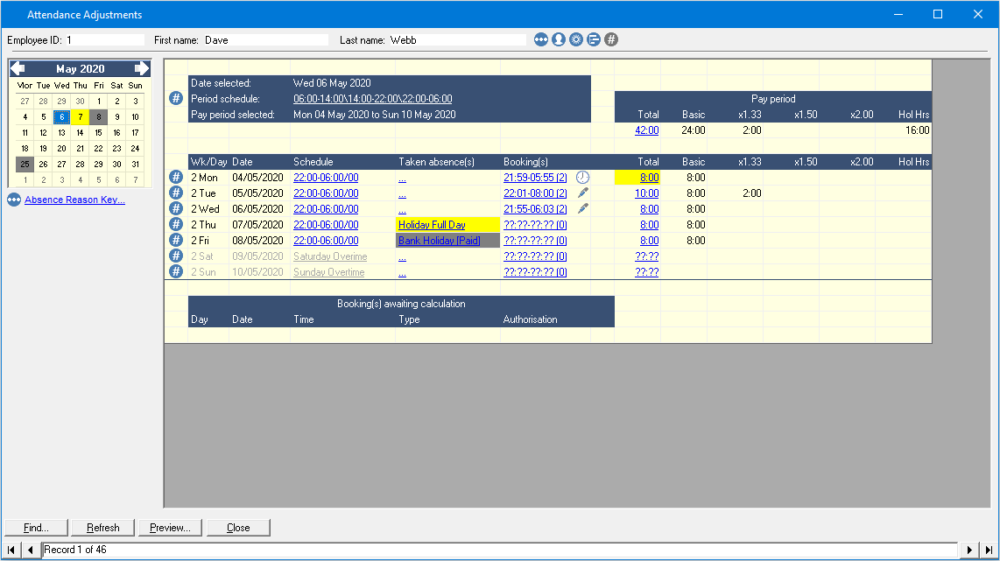 Attendance Adjustments
Employee ID: 1 First name: Dave Last name: Webb #
May 2020
Mon Tue Wed Thu Fri Sat Sun
27 28 29 30 1 2 3
4 5 6 7 8 9 10
11 12 13 14 15 16 17
18 19 20 21 22 23 24
25 26 27 28 29 30 31
1 2 3 4 5 6 7
Absence Reason Key...
Date selected: Wed 06 May 2020
# Period schedule: 06:00-14:00\14:00-22:00\22:00-06:00
Pay period selected: Mon 04 May 2020 to Sun 10 May 2020
Pay period
Total Basic x1.33 x1.50 x2.00 Hol Hrs
42:00 24:00 2:00 16:00
Wk/Day Date Schedule Taken absence(s) Booking(s) Total Basic x1.33 x1.50 x2.00 Hol Hrs
# 2 Mon 04/05/2020 22:00-06:00/00 ... 21:59-05:55 (2) 8:00 8:00
# 2 Tue 05/05/2020 22:00-06:00/00 ... 22:01-08:00 (2) 10:00 8:00 2:00
# 2 Wed 06/05/2020 22:00-06:00/00 ... 21:55-06:03 (2) 8:00 8:00
# 2 Thu 07/05/2020 22:00-06:00/00 Holiday Full Day ??:??-??:?? (0) 8:00 8:00
# 2 Fri 08/05/2020 22:00-06:00/00 Bank Holiday [Paid] ??:??-??:?? (0) 8:00 8:00
# 2 Sat 09/05/2020 Saturday Overime ... ??:??-??:?? (0) ??:??
# 2 Sun 10/05/2020 Sunday Overtime ... ??:??-??:?? (0) ??:??
Booking(s) awaiting calculation
Day Date Time Type Authorisation
Find... Refresh Preview... Close
Record 1 of 46